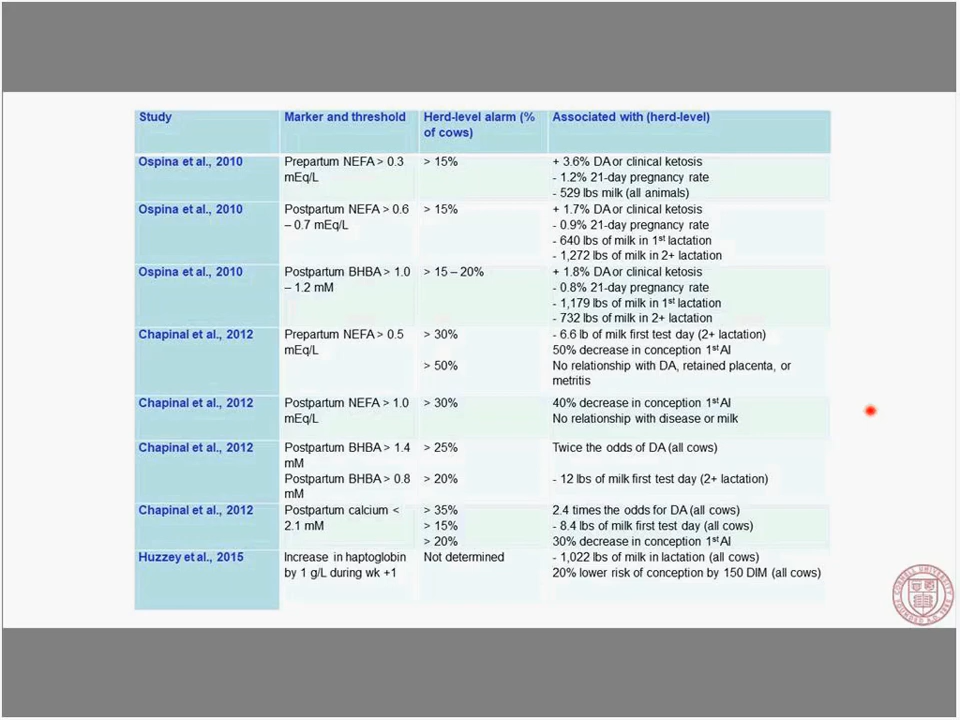 Study Marker and threshold Herd-level alarm (% of cows) Associated with (herd-level)
Ospina et al., 2010 Prepartum NEFA > 0.3 mEq/L > 15% + 3.6% DA or clinical ketosis
- 1.2% 21-day pregnancy rate
- 529 lbs milk (all animals)
Ospina et al., 2010 Postpartum NEFA > 0.6 – 0.7 mEq/L > 15% + 1.7% DA or clinical ketosis
- 0.9% 21-day pregnancy rate
- 640 lbs of milk in 1st lactation
- 1,272 lbs of milk in 2+ lactation
Ospina et al., 2010 Postpartum BHBA > 1.0 – 1.2 mM > 15 – 20% + 1.8% DA or clinical ketosis
- 0.8% 21-day pregnancy rate
- 1,179 lbs of milk in 1st lactation
- 732 lbs of milk in 2+ lactation
Chapinal et al., 2012 Prepartum NEFA > 0.5 mEq/L > 30% - 6.6 lb of milk first test day (2+ lactation)
50% decrease in conception 1st AI
> 50% No relationship with DA, retained placenta, or
metritis
Chapinal et al., 2012 Postpartum NEFA > 1.0 mEq/L > 30% 40% decrease in conception 1st AI
No relationship with disease or milk
Chapinal et al., 2012 Postpartum BHBA > 1.4 mM > 25% Twice the odds of DA (all cows)
Postpartum BHBA > 0.8 mM > 20% - 12 lbs of milk first test day (2+ lactation)
Chapinal et al., 2012 Postpartum calcium < 2.1 mM > 35% 2.4 times the odds for DA (all cows)
> 15% - 8.4 lbs of milk first test day (all cows)
> 20% 30% decrease in conception 1st AI
Huzzey et al., 2015 Increase in haptoglobin by 1 g/L during wk +1 Not determined - 1,022 lbs of milk in lactation (all cows)
20% lower risk of conception by 150 DIM (all cows)
CORNELL UNIVERSITY
FOUNDED A.D. 1865